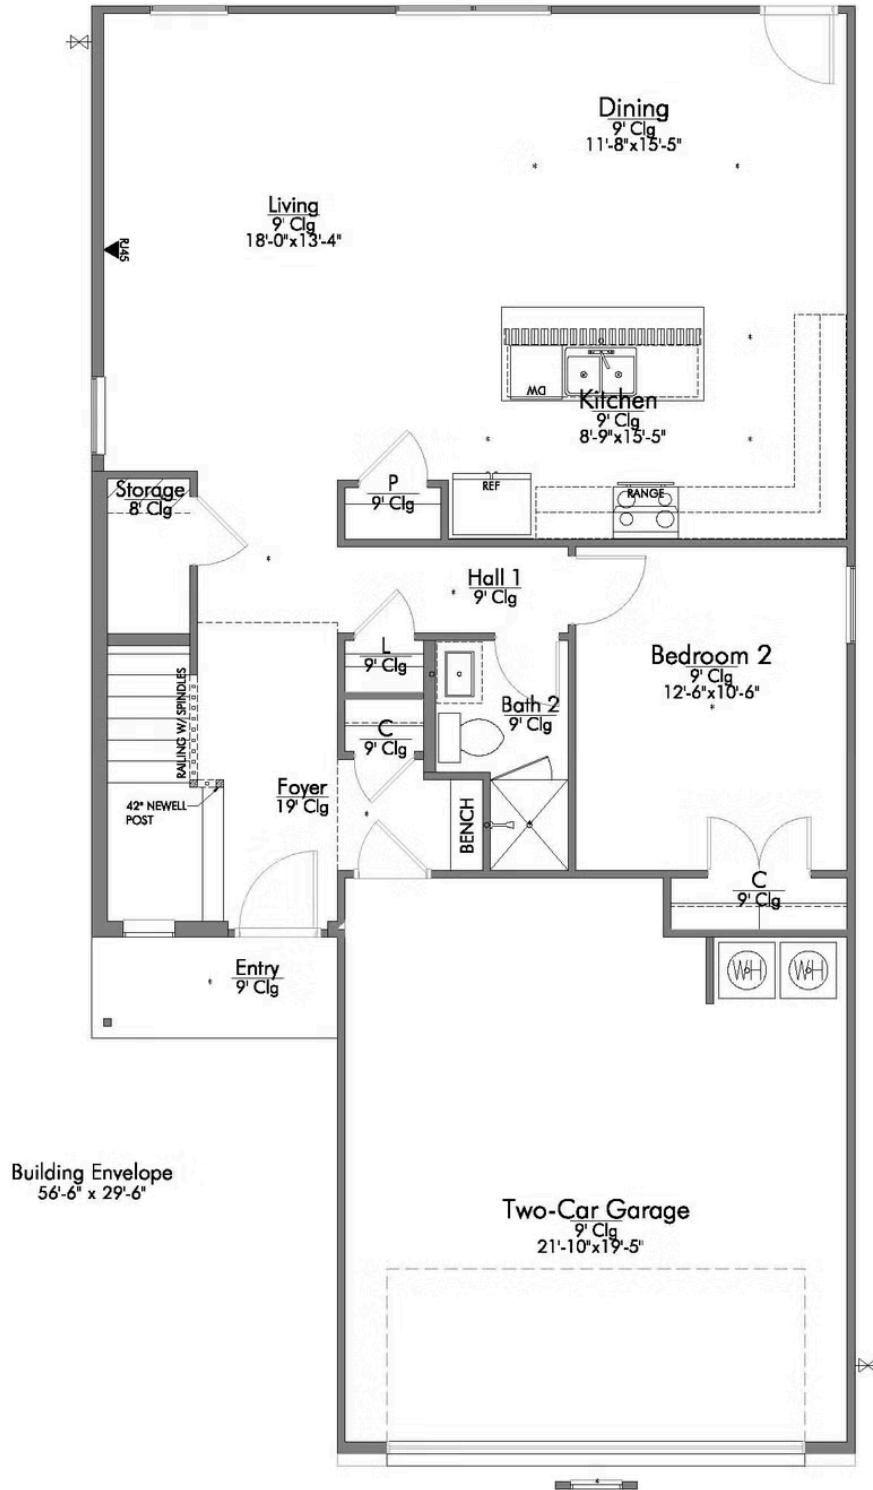 Dining
9' Clg
11'-8"x15'-5"
Living
9' Clg
18'-0"x13'-4"
RJ45
DW
Kitchen
9' Clg
8'-9"x15'-5"
Storage
8' Clg
P
9' Clg
REF
RANGE
Hall 1
9' Clg
L
9' Clg
Bedroom 2
9' Clg
12'-6"x10'-6"
RAILING W/ SPINDLES
Bath 2
9' Clg
C
9' Clg
Foyer
19' Clg
42" NEWELL
POST
BENCH
C
9' Clg
Entry
9' Clg
WH
WH
Building Envelope
56'-6" x 29'-6"
Two-Car Garage
9' Clg
21'-10"x19'-5"